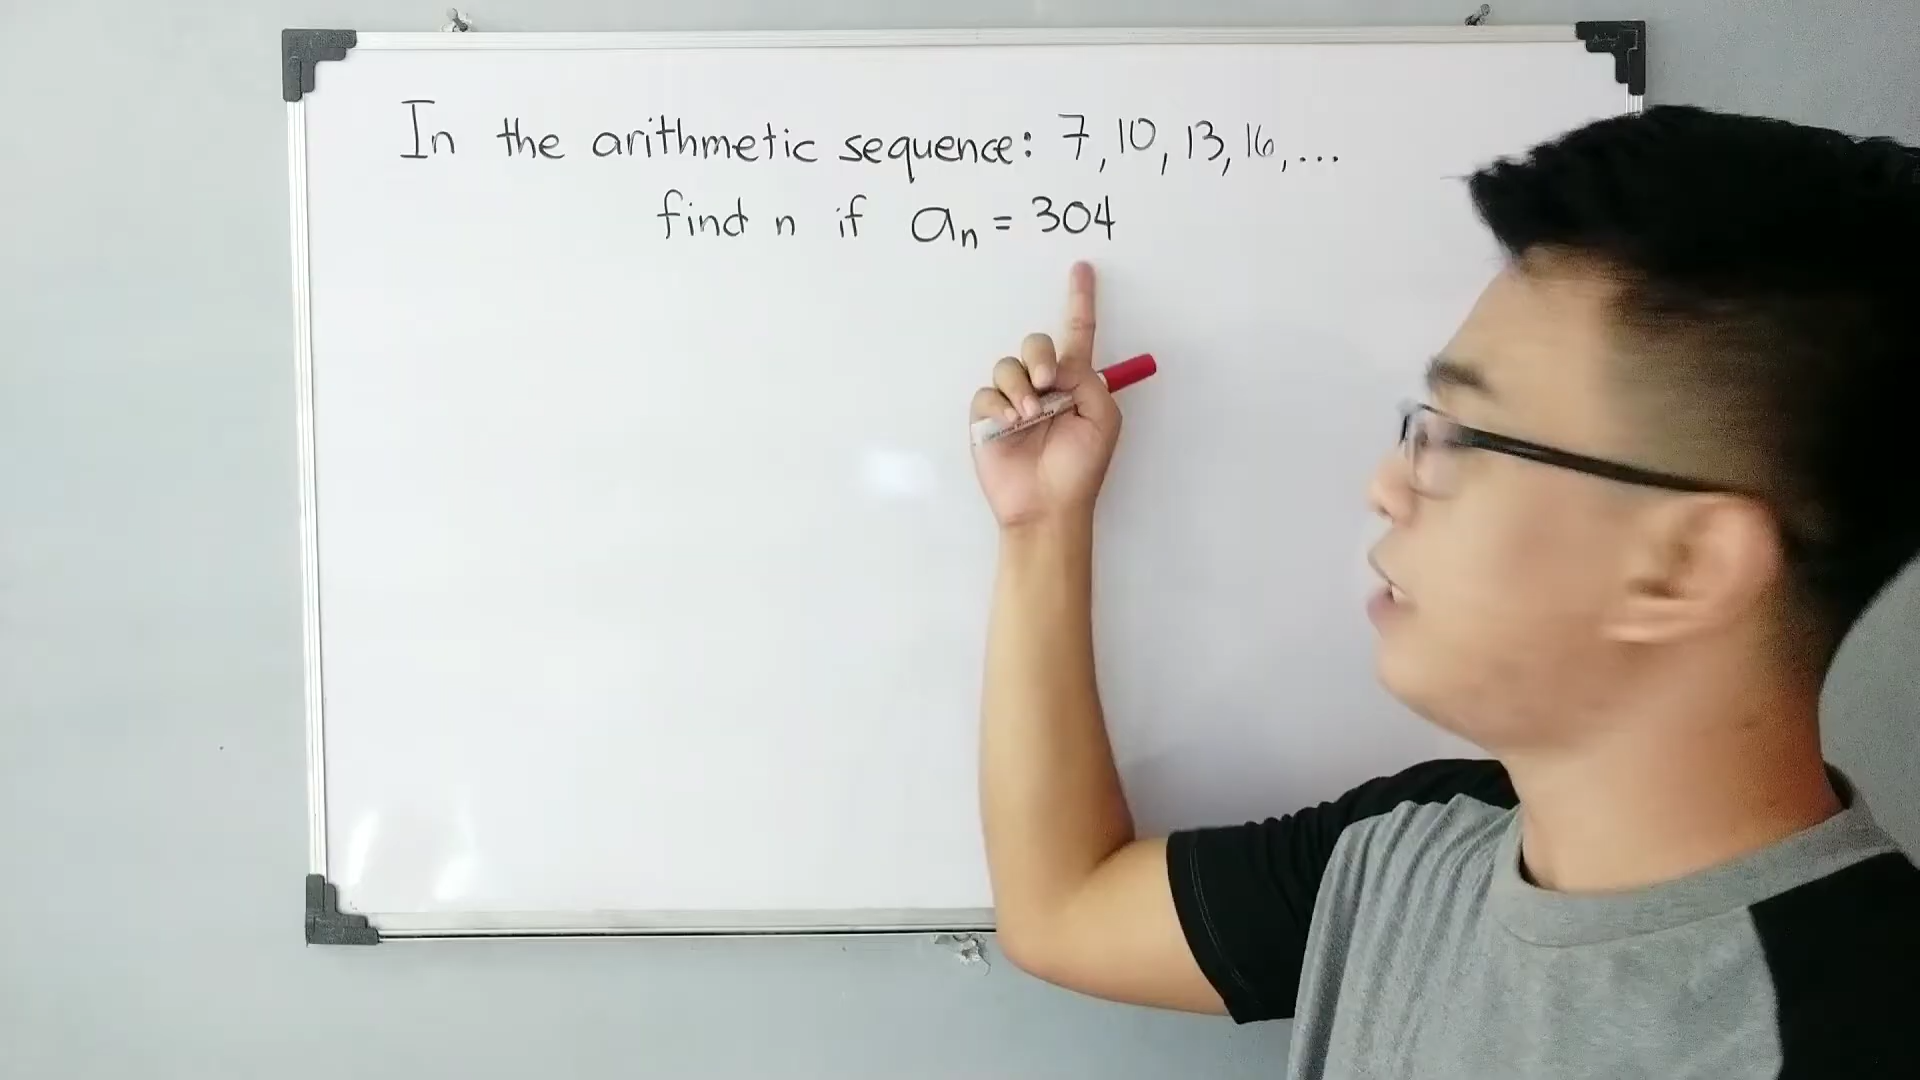 In the arithmetic sequence: 7, 10, 13, 16, ...
find n if aₙ = 304